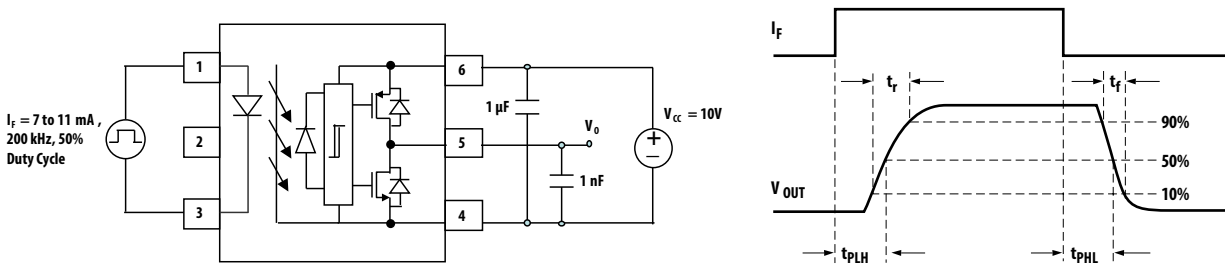 1
2
3
6
5
4
I_F = 7 to 11 mA ,
200 kHz, 50%
Duty Cycle
1 µF
V_o
1 nF
V_CC = 10V
+
−
I_F
t_r
t_f
90%
50%
10%
V_OUT
t_PLH
t_PHL